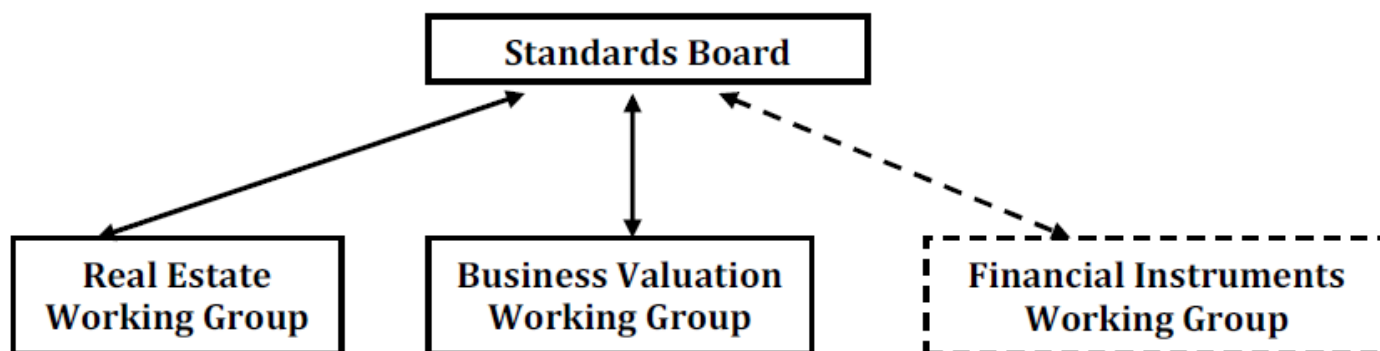 Standards Board
Real Estate
Working Group
Business Valuation
Working Group
Financial Instruments
Working Group